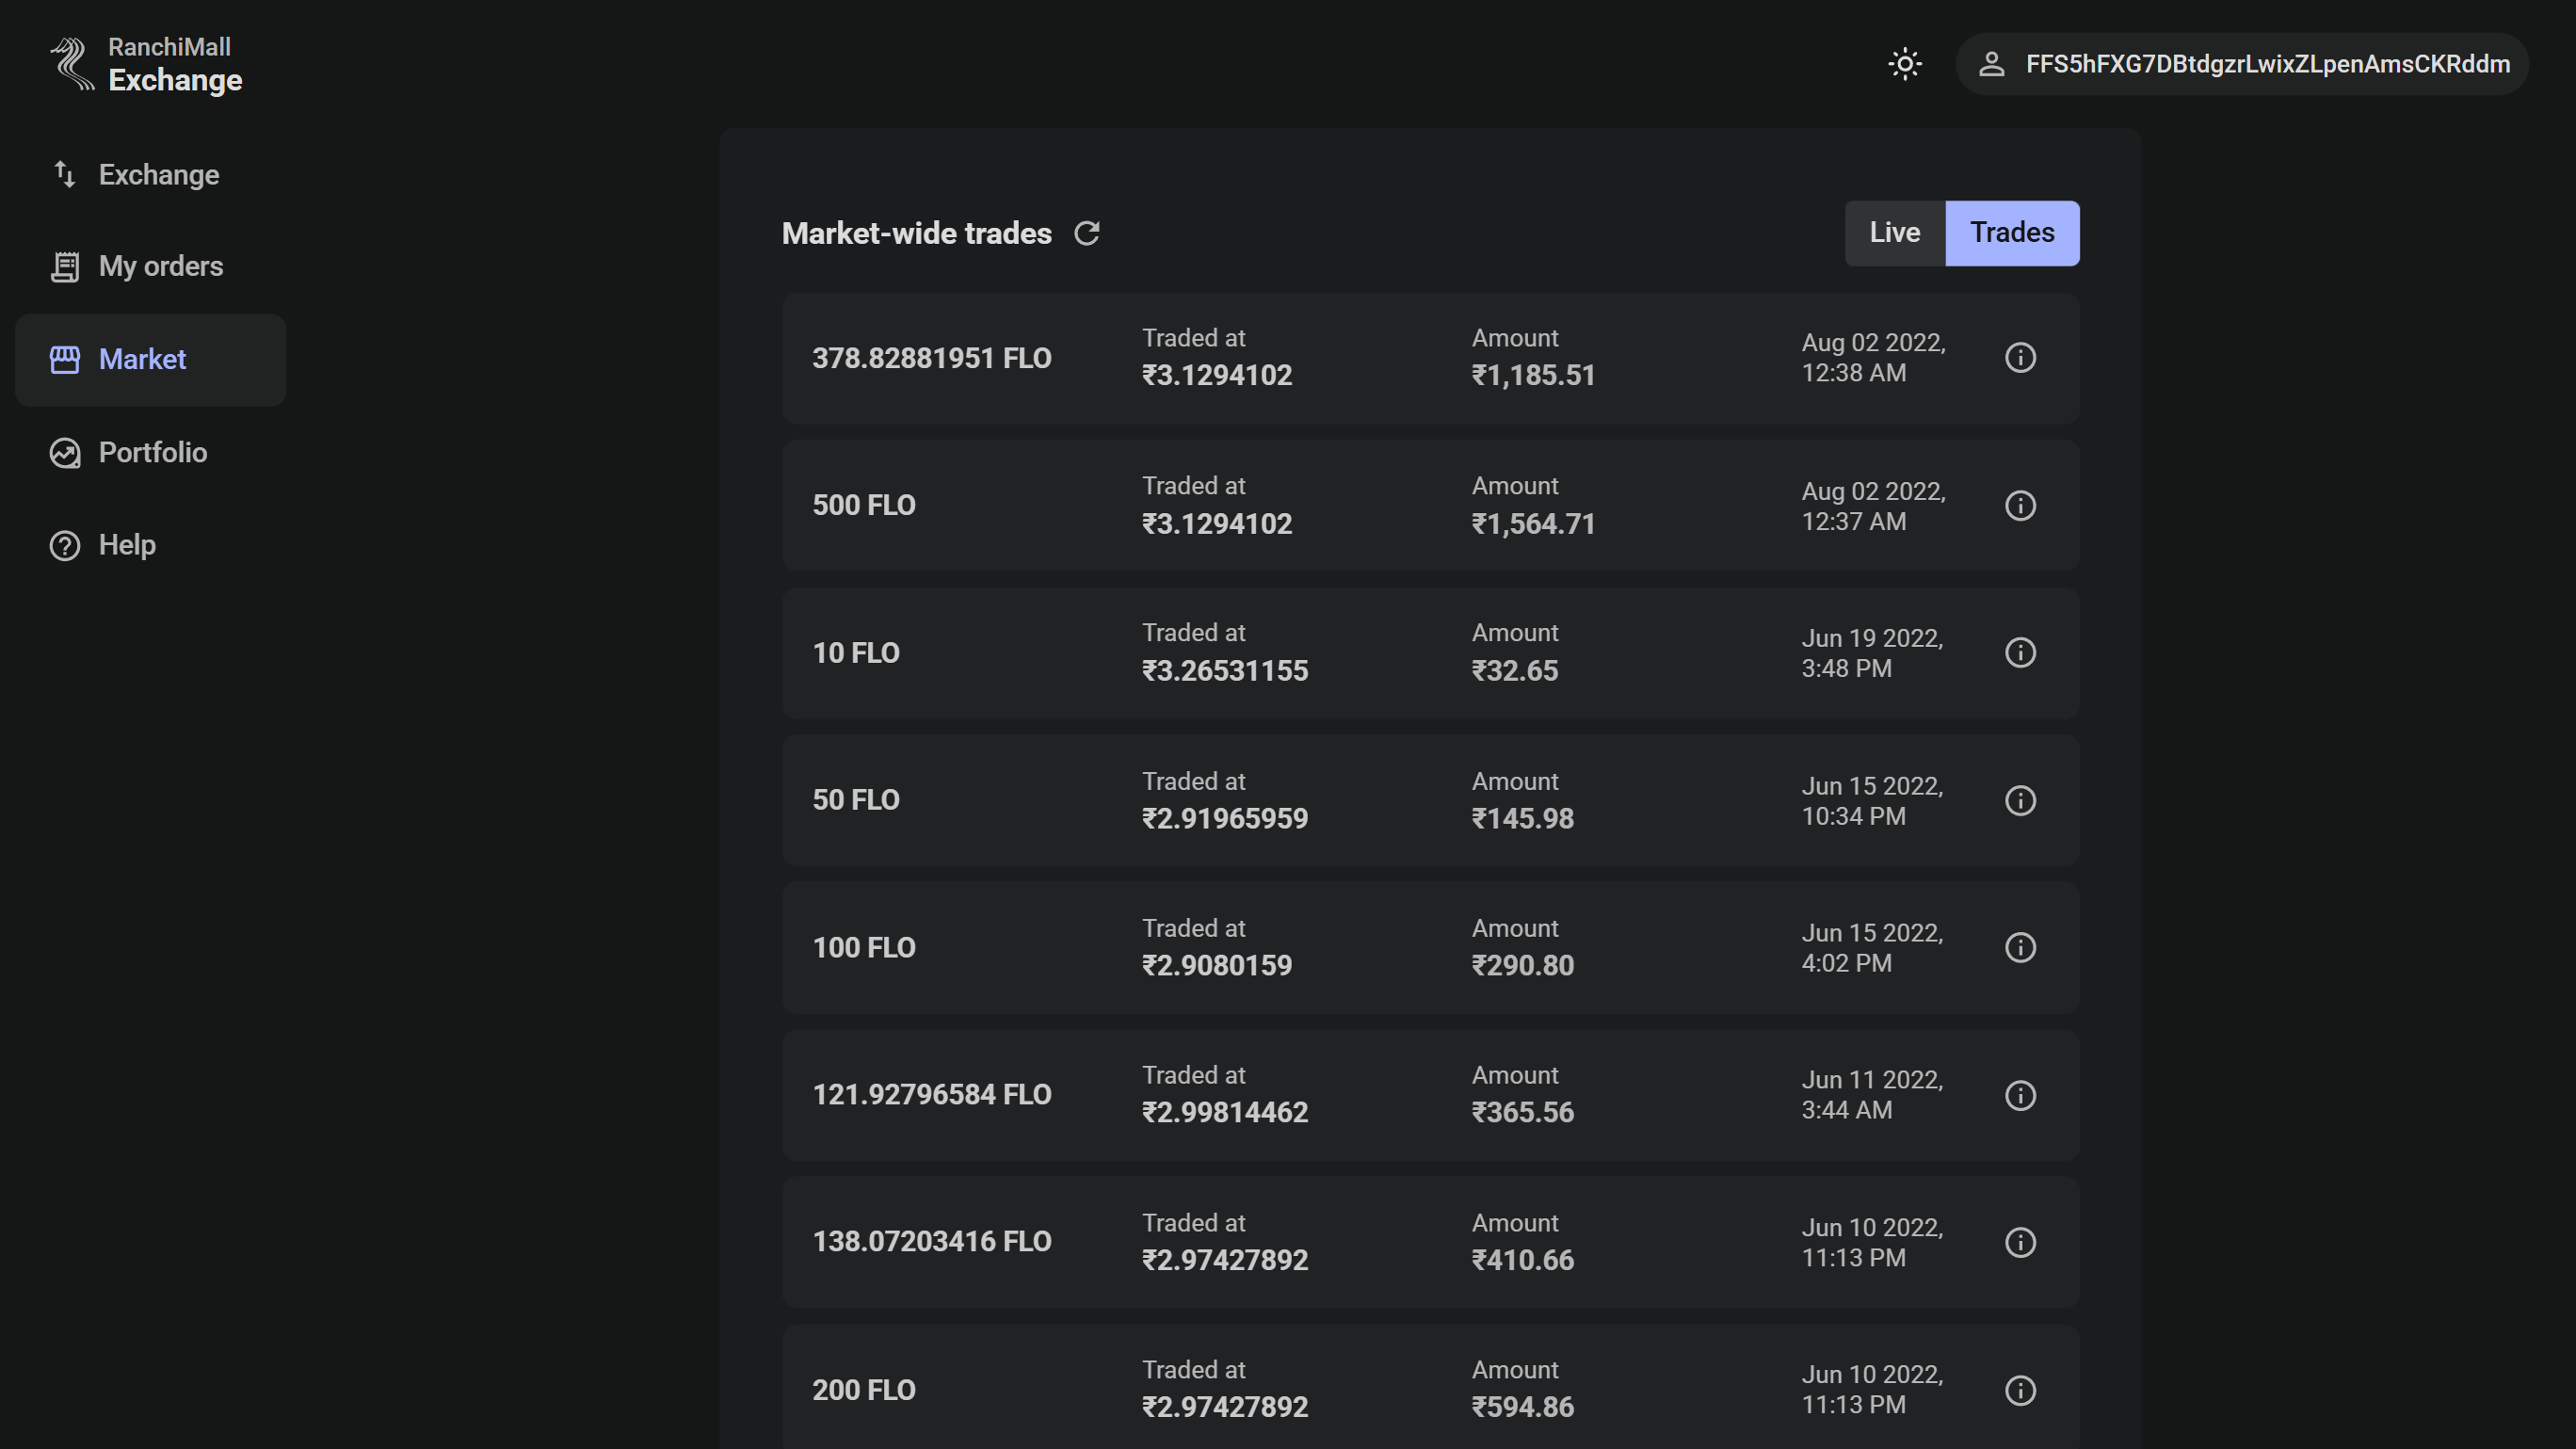 RanchiMall
Exchange
FFS5hFXG7DBtdgzrLwixZLpenAmsCKRddm
Exchange
My orders
Market
Portfolio
Help
Market-wide trades
Live
Trades
378.82881951 FLO
Traded at
₹3.1294102
Amount
₹1,185.51
Aug 02 2022,
12:38 AM
500 FLO
Traded at
₹3.1294102
Amount
₹1,564.71
Aug 02 2022,
12:37 AM
10 FLO
Traded at
₹3.26531155
Amount
₹32.65
Jun 19 2022,
3:48 PM
50 FLO
Traded at
₹2.91965959
Amount
₹145.98
Jun 15 2022,
10:34 PM
100 FLO
Traded at
₹2.9080159
Amount
₹290.80
Jun 15 2022,
4:02 PM
121.92796584 FLO
Traded at
₹2.99814462
Amount
₹365.56
Jun 11 2022,
3:44 AM
138.07203416 FLO
Traded at
₹2.97427892
Amount
₹410.66
Jun 10 2022,
11:13 PM
200 FLO
Traded at
₹2.97427892
Amount
₹594.86
Jun 10 2022,
11:13 PM